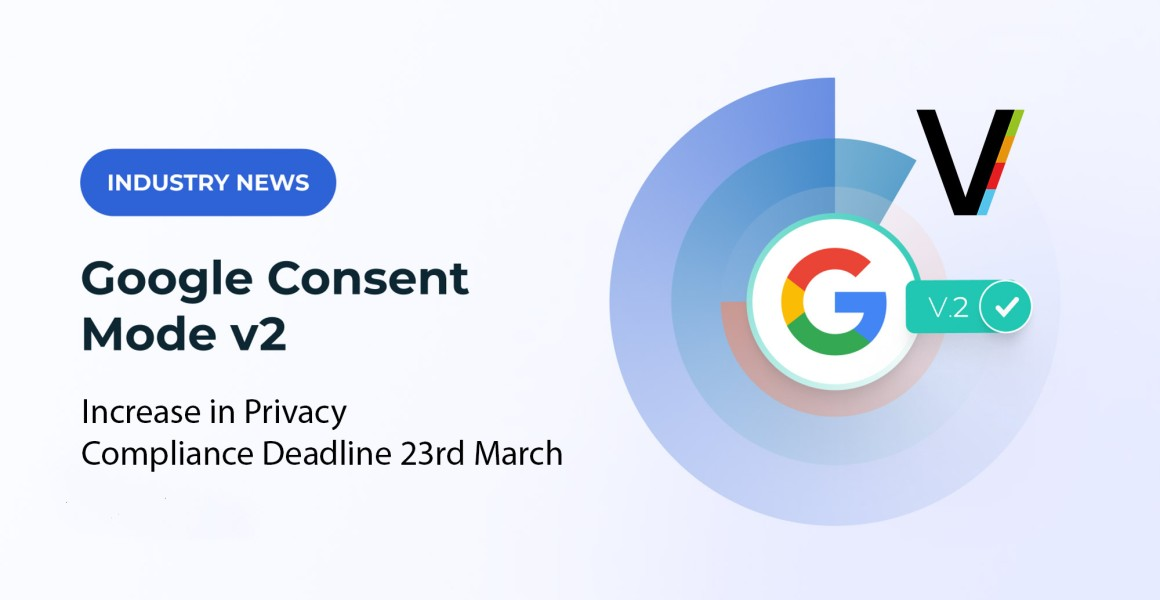 INDUSTRY NEWS
Google Consent
Mode v2
Increase in Privacy
Compliance Deadline 23rd March
V
G
V.2